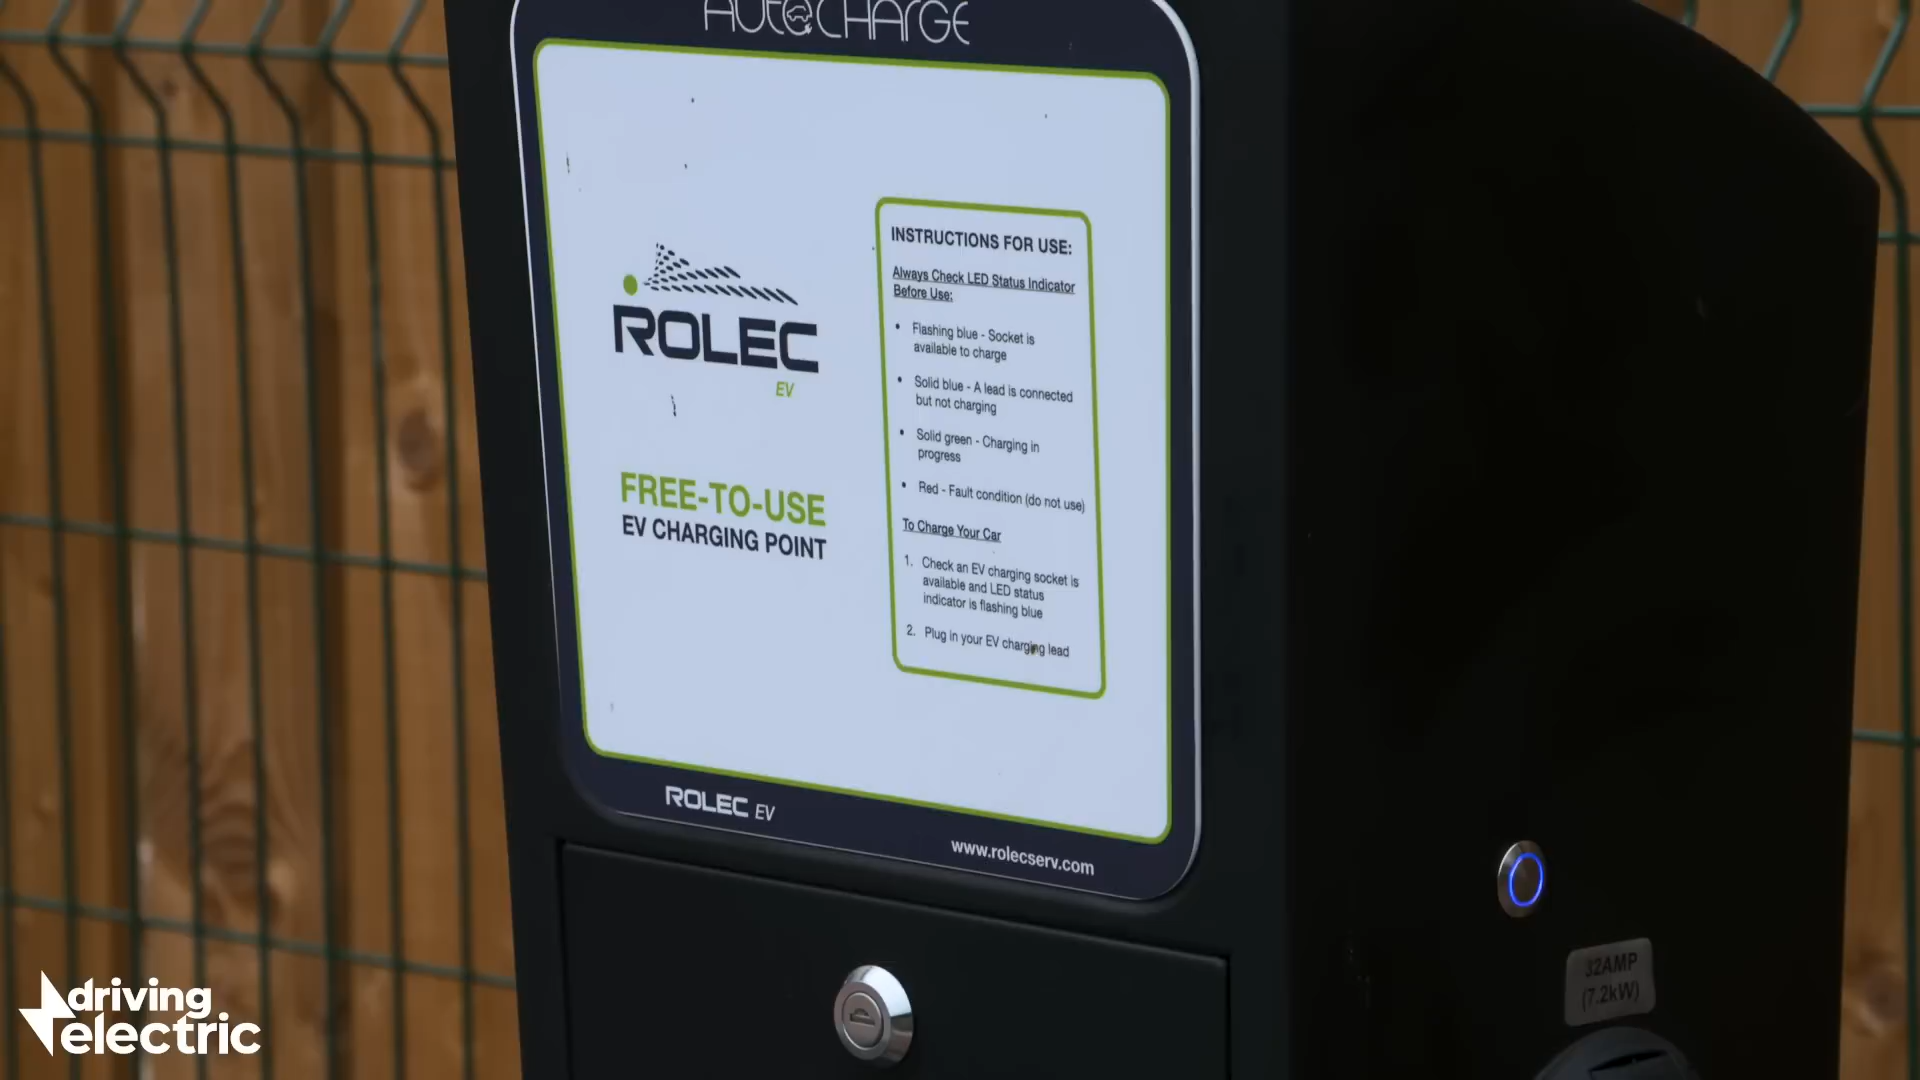 AUTOCHARGE
ROLEC
EV
FREE-TO-USE
EV CHARGING POINT
INSTRUCTIONS FOR USE:
Always Check LED Status Indicator
Before Use:
• Flashing blue - Socket is
available to charge
• Solid blue - A lead is connected
but not charging
• Solid green - Charging in
progress
• Red - Fault condition (do not use)
To Charge Your Car
1. Check an EV charging socket is
available and LED status
indicator is flashing blue
2. Plug in your EV charging lead
ROLEC EV
www.rolecserv.com
32AMP
(7.2kW)
driving
electric